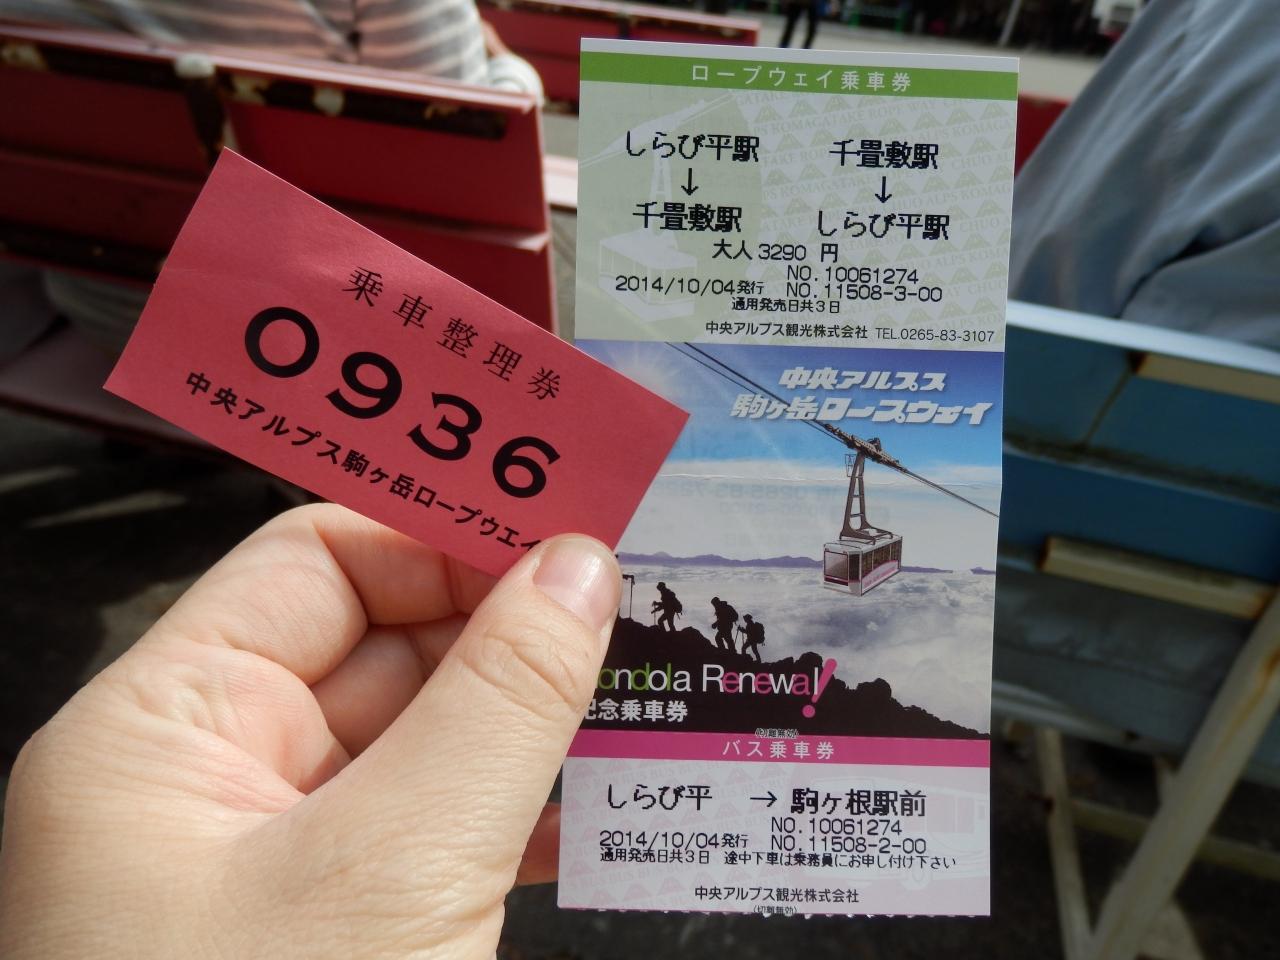 乗車整理券
0936
中央アルプス駒ヶ岳ロープウエイ
ロープウェイ乗車券
しらび平駅 千畳敷駅
↓ ↓
千畳敷駅 しらび平駅
大人 3290 円
NO.10061274
2014/10/04発行 NO.11508-3-00
通用発売日共3日
中央アルプス観光株式会社 TEL.0265-83-3107
中央アルプス
駒ヶ岳ロープウェイ
ondola Renewal!
記念乗車券
(切離無効)
バス乗車券
しらび平 → 駒ヶ根駅前
NO.10061274
2014/10/04発行 NO.11508-2-00
通用発売日共3日 途中下車は乗務員にお申し付け下さい
中央アルプス観光株式会社
(切離無効)